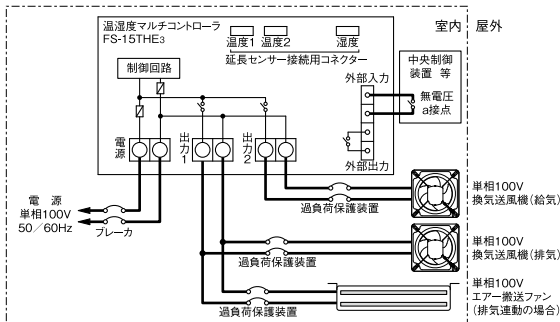 温湿度マルチコントローラ
FS-15THE3
温度1 温度2 湿度
延長センサー接続用コネクター
室内 屋外
制御回路
外部入力
中央制御
装置 等
無電圧
a接点
電源
出力1
出力2
外部出力
電 源
単相100V
50／60Hz
ブレーカ
過負荷保護装置
単相100V
換気送風機(給気)
過負荷保護装置
単相100V
換気送風機(排気)
過負荷保護装置
単相100V
エアー搬送ファン
(排気連動の場合)